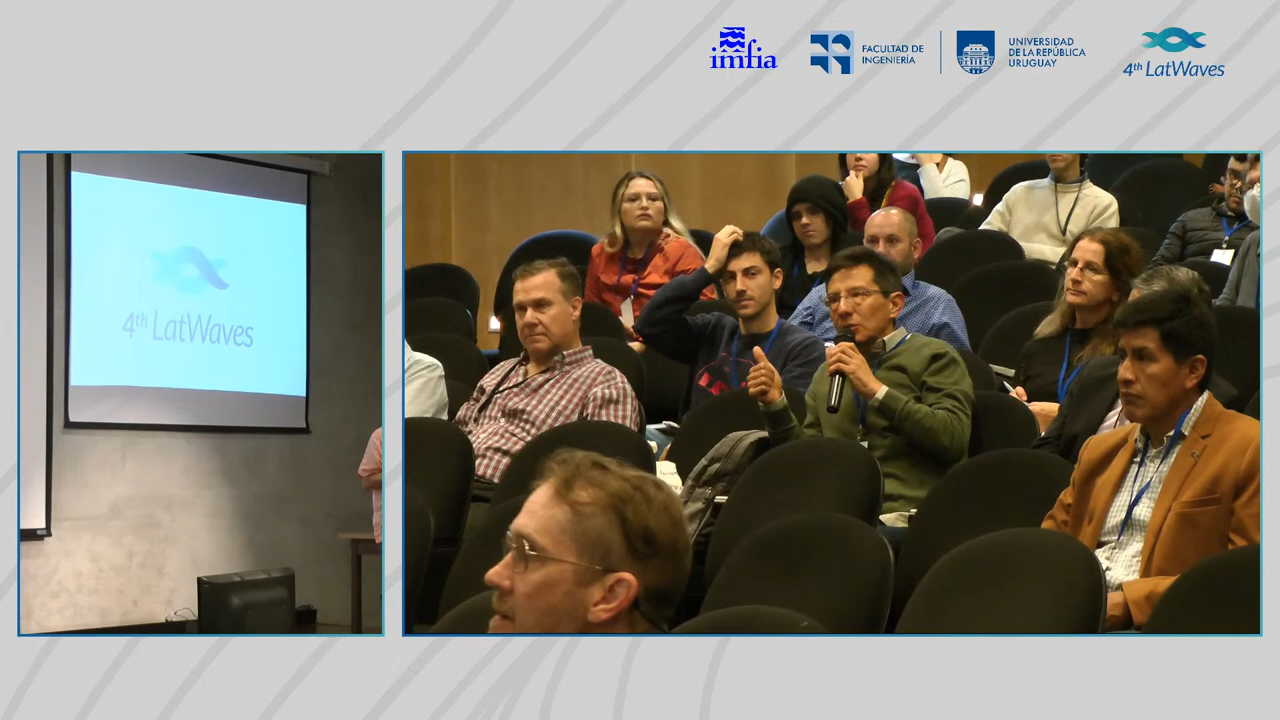 imfia
FACULTAD DE
INGENIERÍA
UNIVERSIDAD
DE LA REPÚBLICA
URUGUAY
4th LatWaves
4th LatWaves